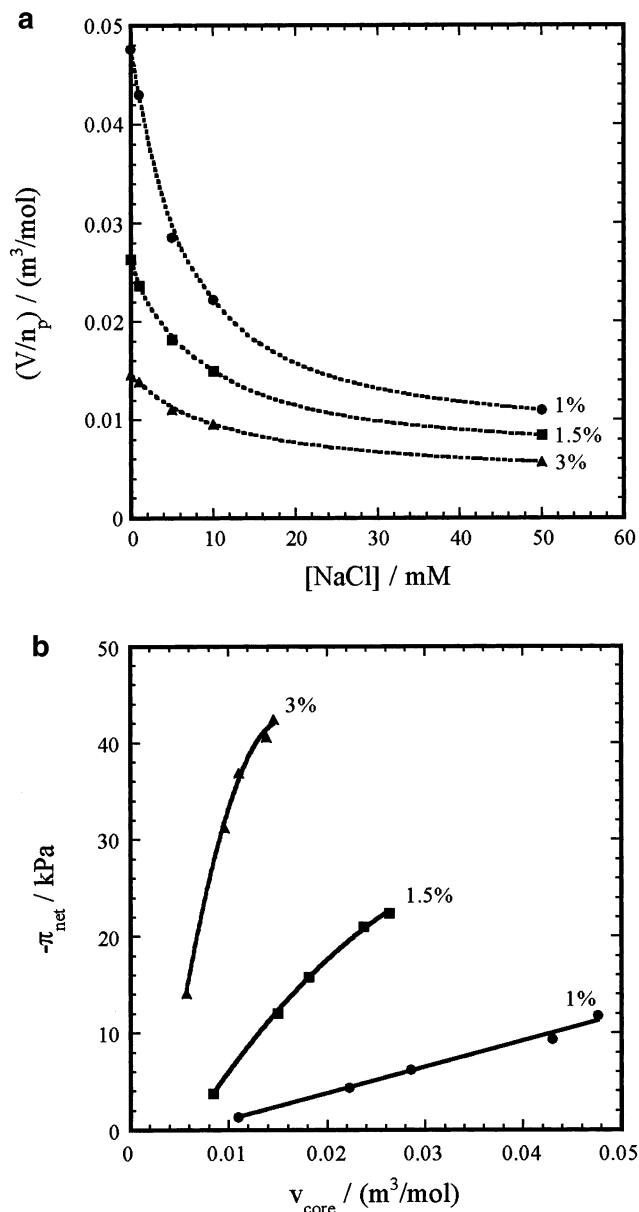 a
0.05
0.04
0.03
0.02
0.01
0
(V/n_p) / (m³/mol)
1%
1.5%
3%
0 10 20 30 40 50 60
[NaCl] / mM
b
50
40
30
20
10
0
-π_net / kPa
3%
1.5%
1%
0 0.01 0.02 0.03 0.04 0.05
v_core / (m³/mol)